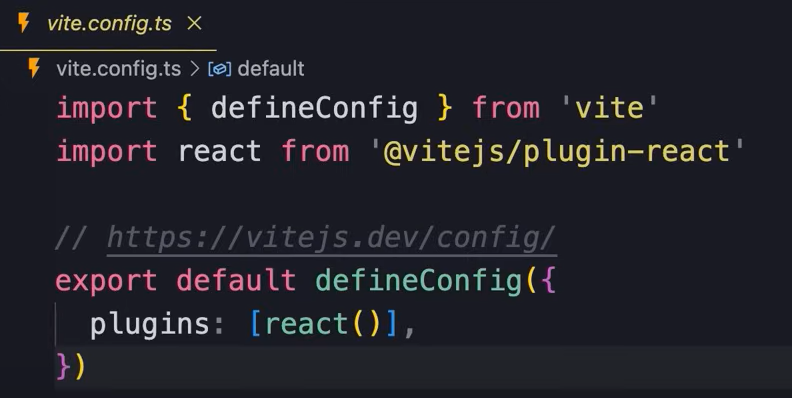 vite.config.ts ×
vite.config.ts > default
import { defineConfig } from 'vite'
import react from '@vitejs/plugin-react'
// https://vitejs.dev/config/
export default defineConfig({
  plugins: [react()],
})